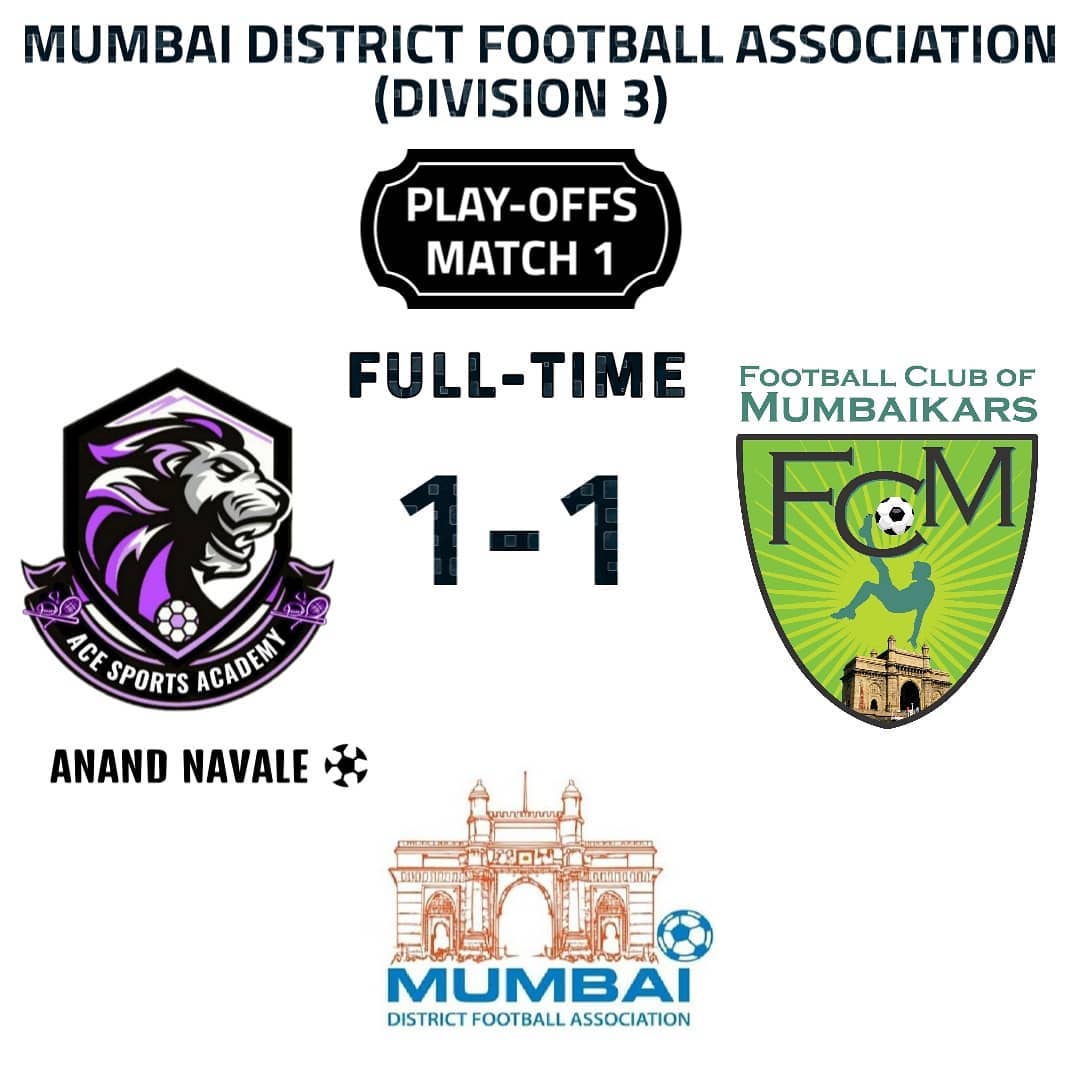 MUMBAI DISTRICT FOOTBALL ASSOCIATION
(DIVISION 3)
PLAY-OFFS
MATCH 1
FULL-TIME
1-1
ACE SPORTS ACADEMY
FOOTBALL CLUB OF
MUMBAIKARS
FCM
ANAND NAVALE
MUMBAI
DISTRICT FOOTBALL ASSOCIATION